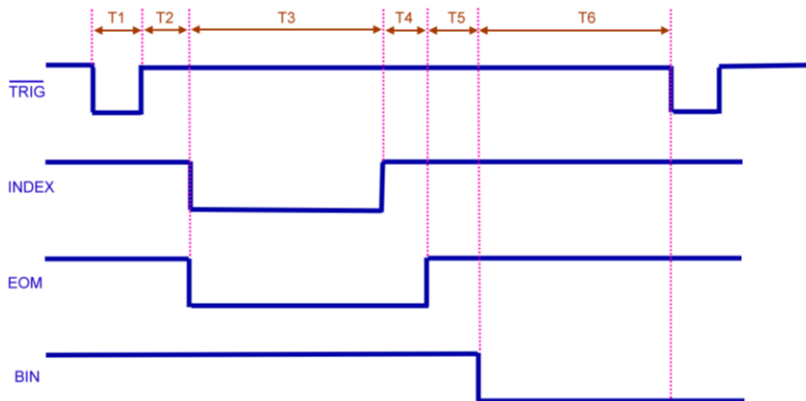 T1 T2 T3 T4 T5 T6
TRIG
INDEX
EOM
BIN